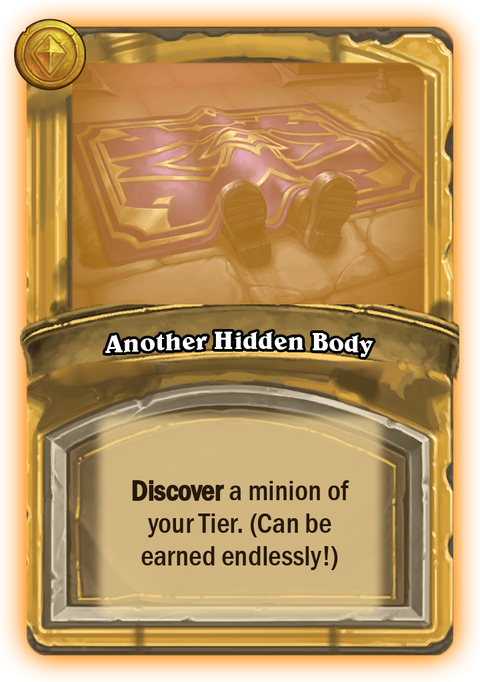 Another Hidden Body
Discover a minion of
your Tier. (Can be
earned endlessly!)